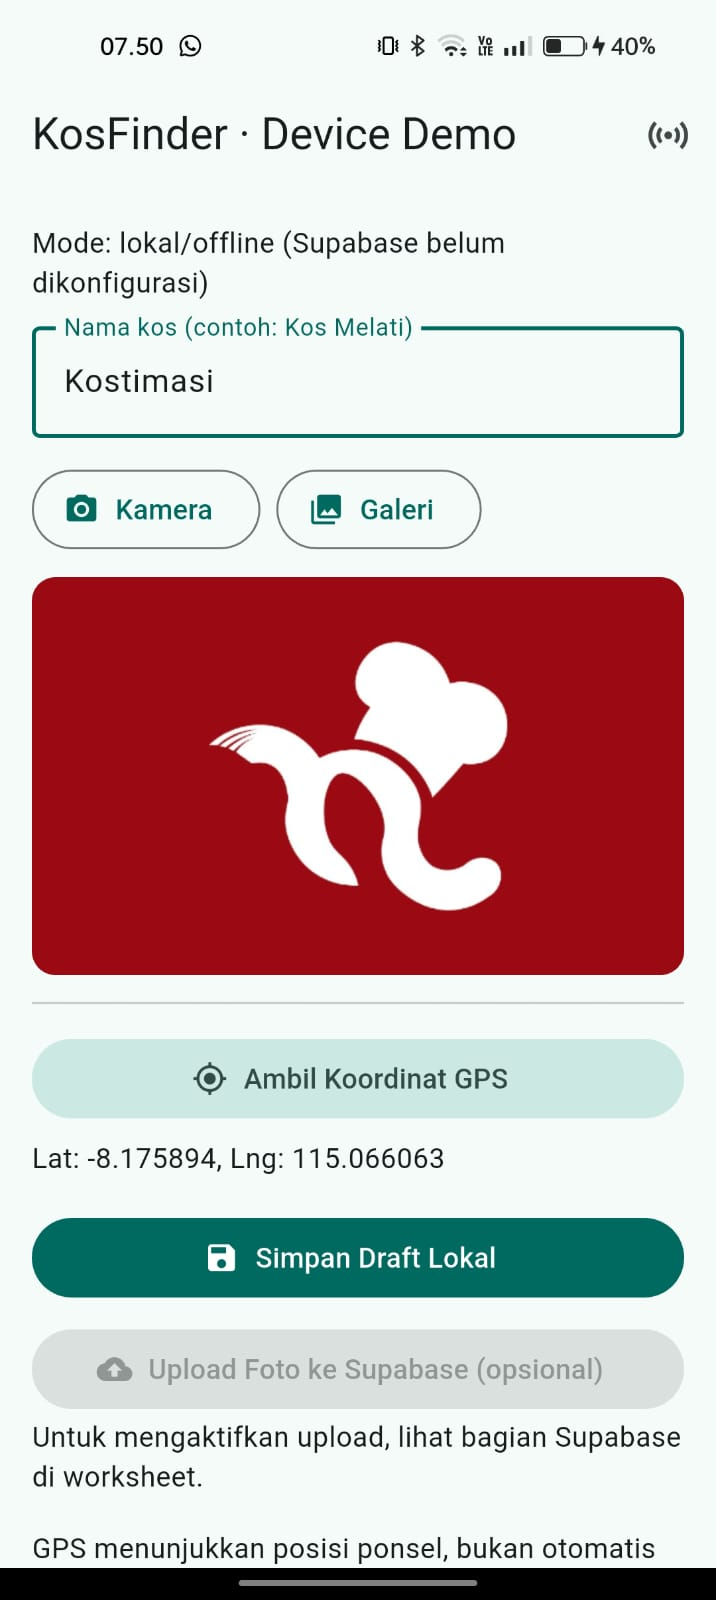 07.50
Vo LTE
40%
KosFinder · Device Demo
Mode: lokal/offline (Supabase belum
dikonfigurasi)
Nama kos (contoh: Kos Melati)
Kostimasi
Kamera
Galeri
Ambil Koordinat GPS
Lat: -8.175894, Lng: 115.066063
Simpan Draft Lokal
Upload Foto ke Supabase (opsional)
Untuk mengaktifkan upload, lihat bagian Supabase
di worksheet.
GPS menunjukkan posisi ponsel, bukan otomatis